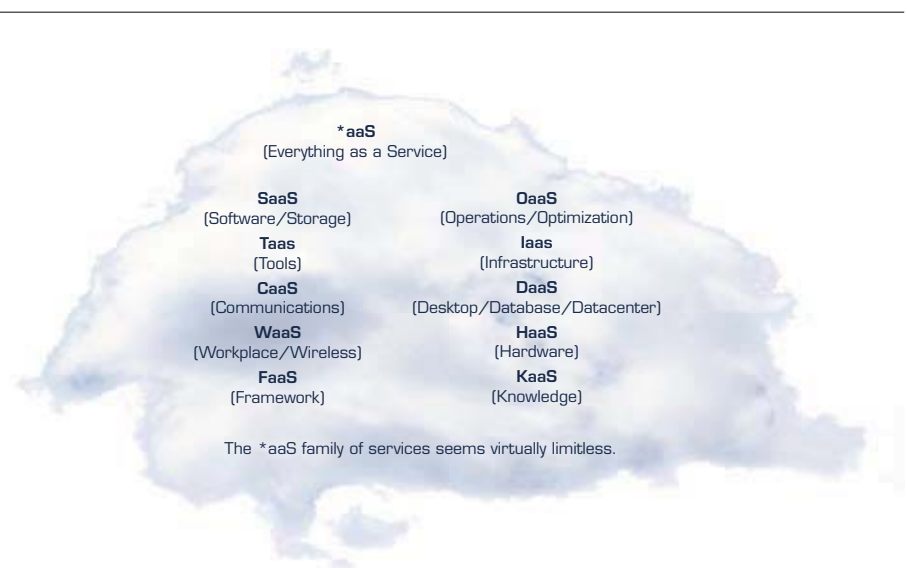 *aaS
(Everything as a Service)
SaaS
(Software/Storage)
Taas
(Tools)
CaaS
(Communications)
WaaS
(Workplace/Wireless)
FaaS
(Framework)
OaaS
(Operations/Optimization)
Iaas
(Infrastructure)
DaaS
(Desktop/Database/Datacenter)
HaaS
(Hardware)
KaaS
(Knowledge)
The *aaS family of services seems virtually limitless.